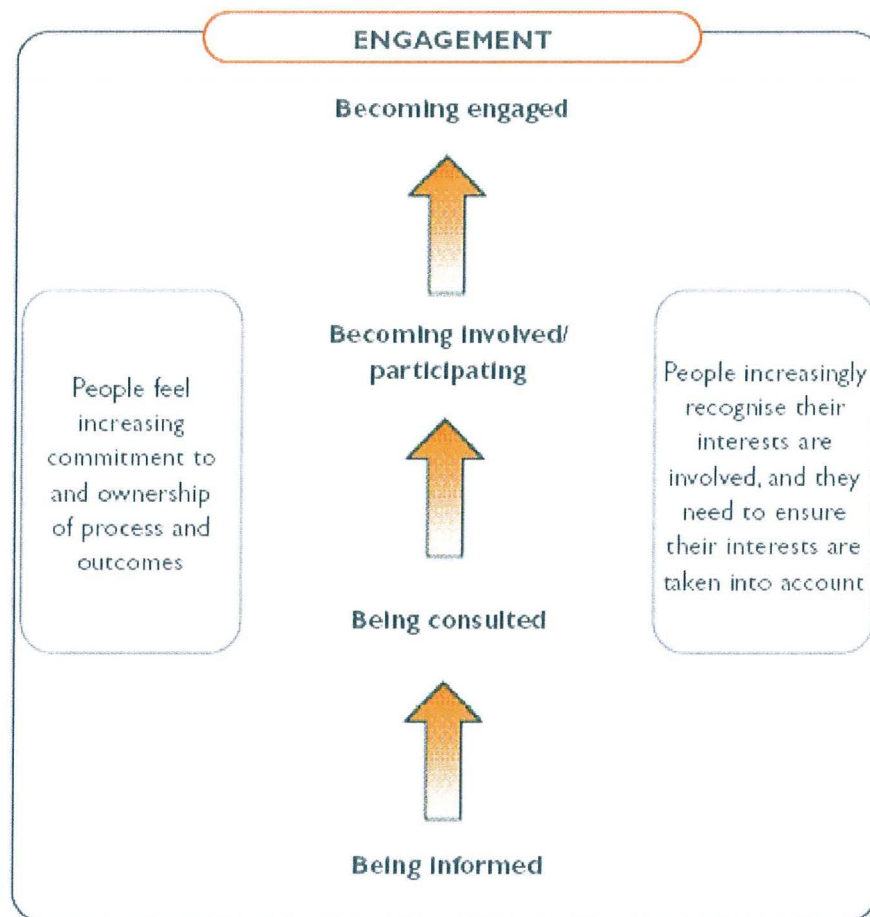 ENGAGEMENT
Becoming engaged
Becoming involved/
participating
People feel
increasing
commitment to
and ownership
of process and
outcomes
People increasingly
recognise their
interests are
involved, and they
need to ensure
their interests are
taken into account
Being consulted
Being informed